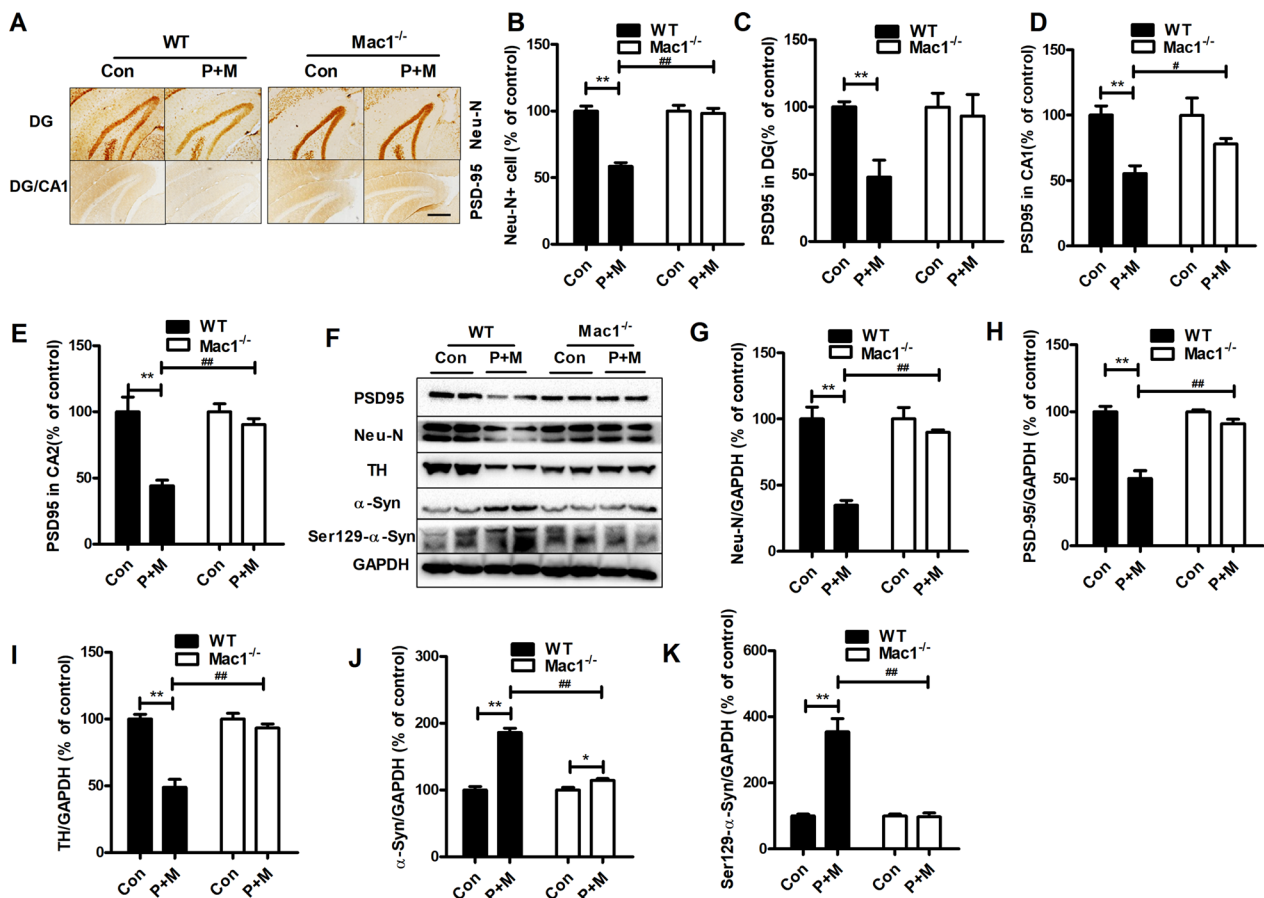 A
WT
Mac1-/-
Con
P+M
Con
P+M
DG
Neu-N
DG/CA1
PSD-95
B
WT
Mac1-/-
Neu-N+ cell (% of control)
150
100
50
0
**
##
Con
P+M
Con
P+M
C
WT
Mac1-/-
PSD95 in DG(% of control)
150
100
50
0
**
Con
P+M
Con
P+M
D
WT
Mac1-/-
PSD95 in CA1(% of control)
150
100
50
0
**
#
Con
P+M
Con
P+M
E
WT
Mac1-/-
PSD95 in CA2(% of control)
150
100
50
0
**
##
Con
P+M
Con
P+M
F
WT
Mac1-/-
Con
P+M
Con
P+M
PSD95
Neu-N
TH
α-Syn
Ser129-α-Syn
GAPDH
G
WT
Mac1-/-
Neu-N/GAPDH (% of control)
150
100
50
0
**
##
Con
P+M
Con
P+M
H
WT
Mac1-/-
PSD-95/GAPDH (% of control)
150
100
50
0
**
##
Con
P+M
Con
P+M
I
WT
Mac1-/-
TH/GAPDH (% of control)
150
100
50
0
**
##
Con
P+M
Con
P+M
J
WT
Mac1-/-
α-Syn/GAPDH (% of control)
300
200
100
0
**
##
*
Con
P+M
Con
P+M
K
WT
Mac1-/-
Ser129-α-Syn/GAPDH (% of control)
600
400
200
0
**
##
Con
P+M
Con
P+M